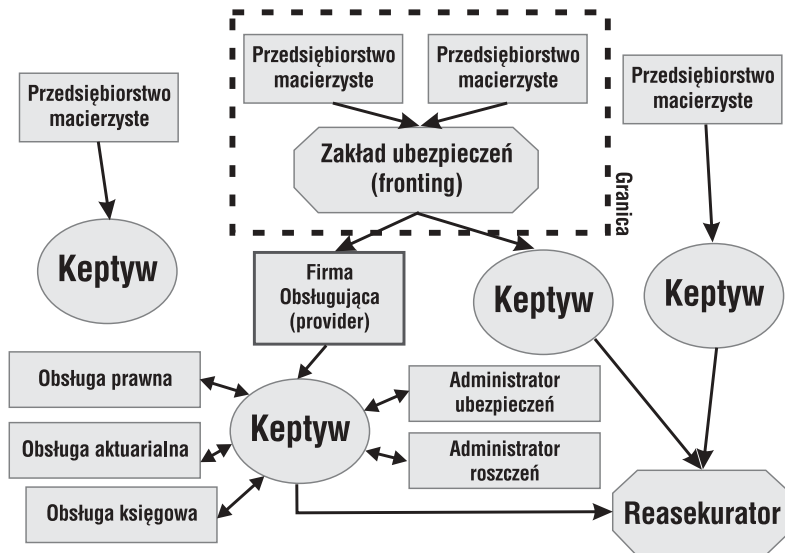 Przedsiębiorstwo
macierzyste
Przedsiębiorstwo
macierzyste
Przedsiębiorstwo
macierzyste
Przedsiębiorstwo
macierzyste
Zakład ubezpieczeń
(fronting)
Granica
Keptyw
Firma
Obsługująca
(provider)
Keptyw
Keptyw
Obsługa prawna
Administrator
ubezpieczeń
Keptyw
Obsługa aktuarialna
Administrator
roszczeń
Obsługa księgowa
Reasekurator